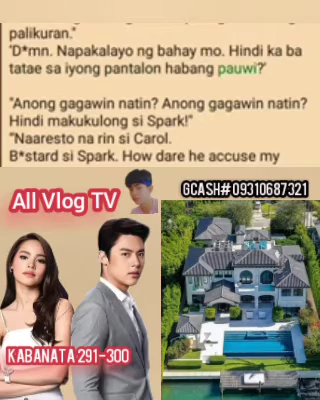 palikuran."
'D*mn. Napakalayo ng bahay mo. Hindi ka ba
tatae sa iyong pantalon habang pauwi?'
"Anong gagawin natin? Anong gagawin natin?
Hindi makukulong si Spark!"
"Naaresto na rin si Carol.
B*stard si Spark. How dare he accuse my
All Vlog TV
GCASH# 09310687321
KABANATA 291-300